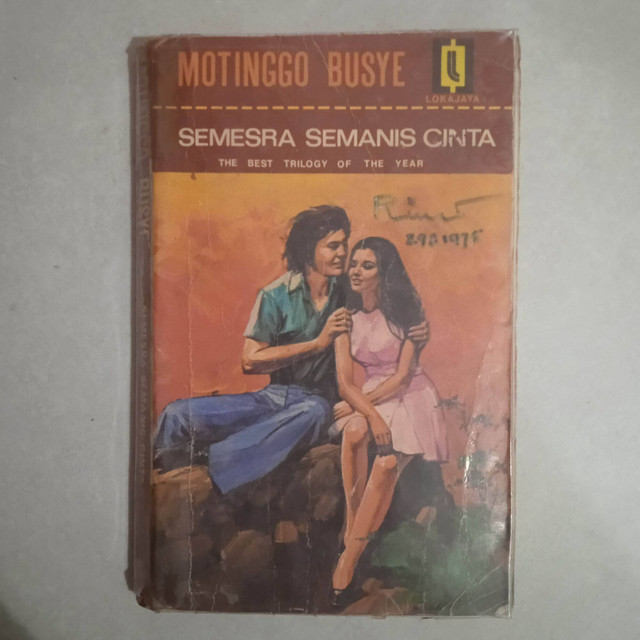 MOTINGGO BUSYE
LOKAJAYA
SEMESRA SEMANIS CINTA
THE BEST TRILOGY OF THE YEAR